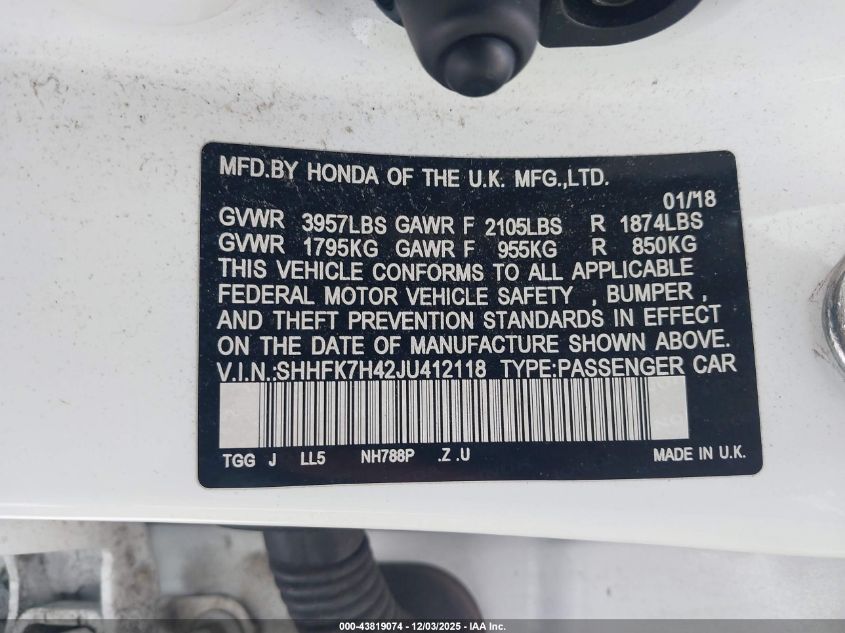 MFD.BY HONDA OF THE U.K. MFG.,LTD.
01/18
GVWR 3957LBS GAWR F 2105LBS R 1874LBS
GVWR 1795KG GAWR F 955KG R 850KG
THIS VEHICLE CONFORMS TO ALL APPLICABLE
FEDERAL MOTOR VEHICLE SAFETY , BUMPER ,
AND THEFT PREVENTION STANDARDS IN EFFECT
ON THE DATE OF MANUFACTURE SHOWN ABOVE.
V.I.N.:SHHFK7H42JU412118 TYPE:PASSENGER CAR
TGG J LL5 NH788P .Z .U MADE IN U.K.
000-43819074 | 12/03/2025 - IAA Inc.